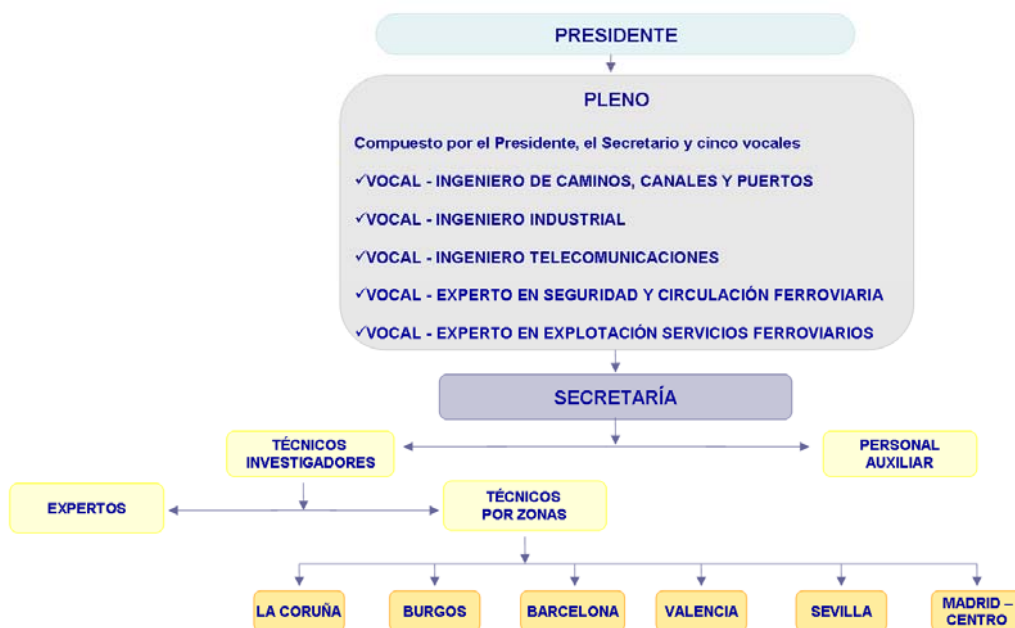 PRESIDENTE
PLENO
Compuesto por el Presidente, el Secretario y cinco vocales
✓VOCAL - INGENIERO DE CAMINOS, CANALES Y PUERTOS
✓VOCAL - INGENIERO INDUSTRIAL
✓VOCAL - INGENIERO TELECOMUNICACIONES
✓VOCAL - EXPERTO EN SEGURIDAD Y CIRCULACIÓN FERROVIARIA
✓VOCAL - EXPERTO EN EXPLOTACIÓN SERVICIOS FERROVIARIOS
SECRETARÍA
TÉCNICOS
INVESTIGADORES
PERSONAL
AUXILIAR
EXPERTOS
TÉCNICOS
POR ZONAS
LA CORUÑA
BURGOS
BARCELONA
VALENCIA
SEVILLA
MADRID –
CENTRO